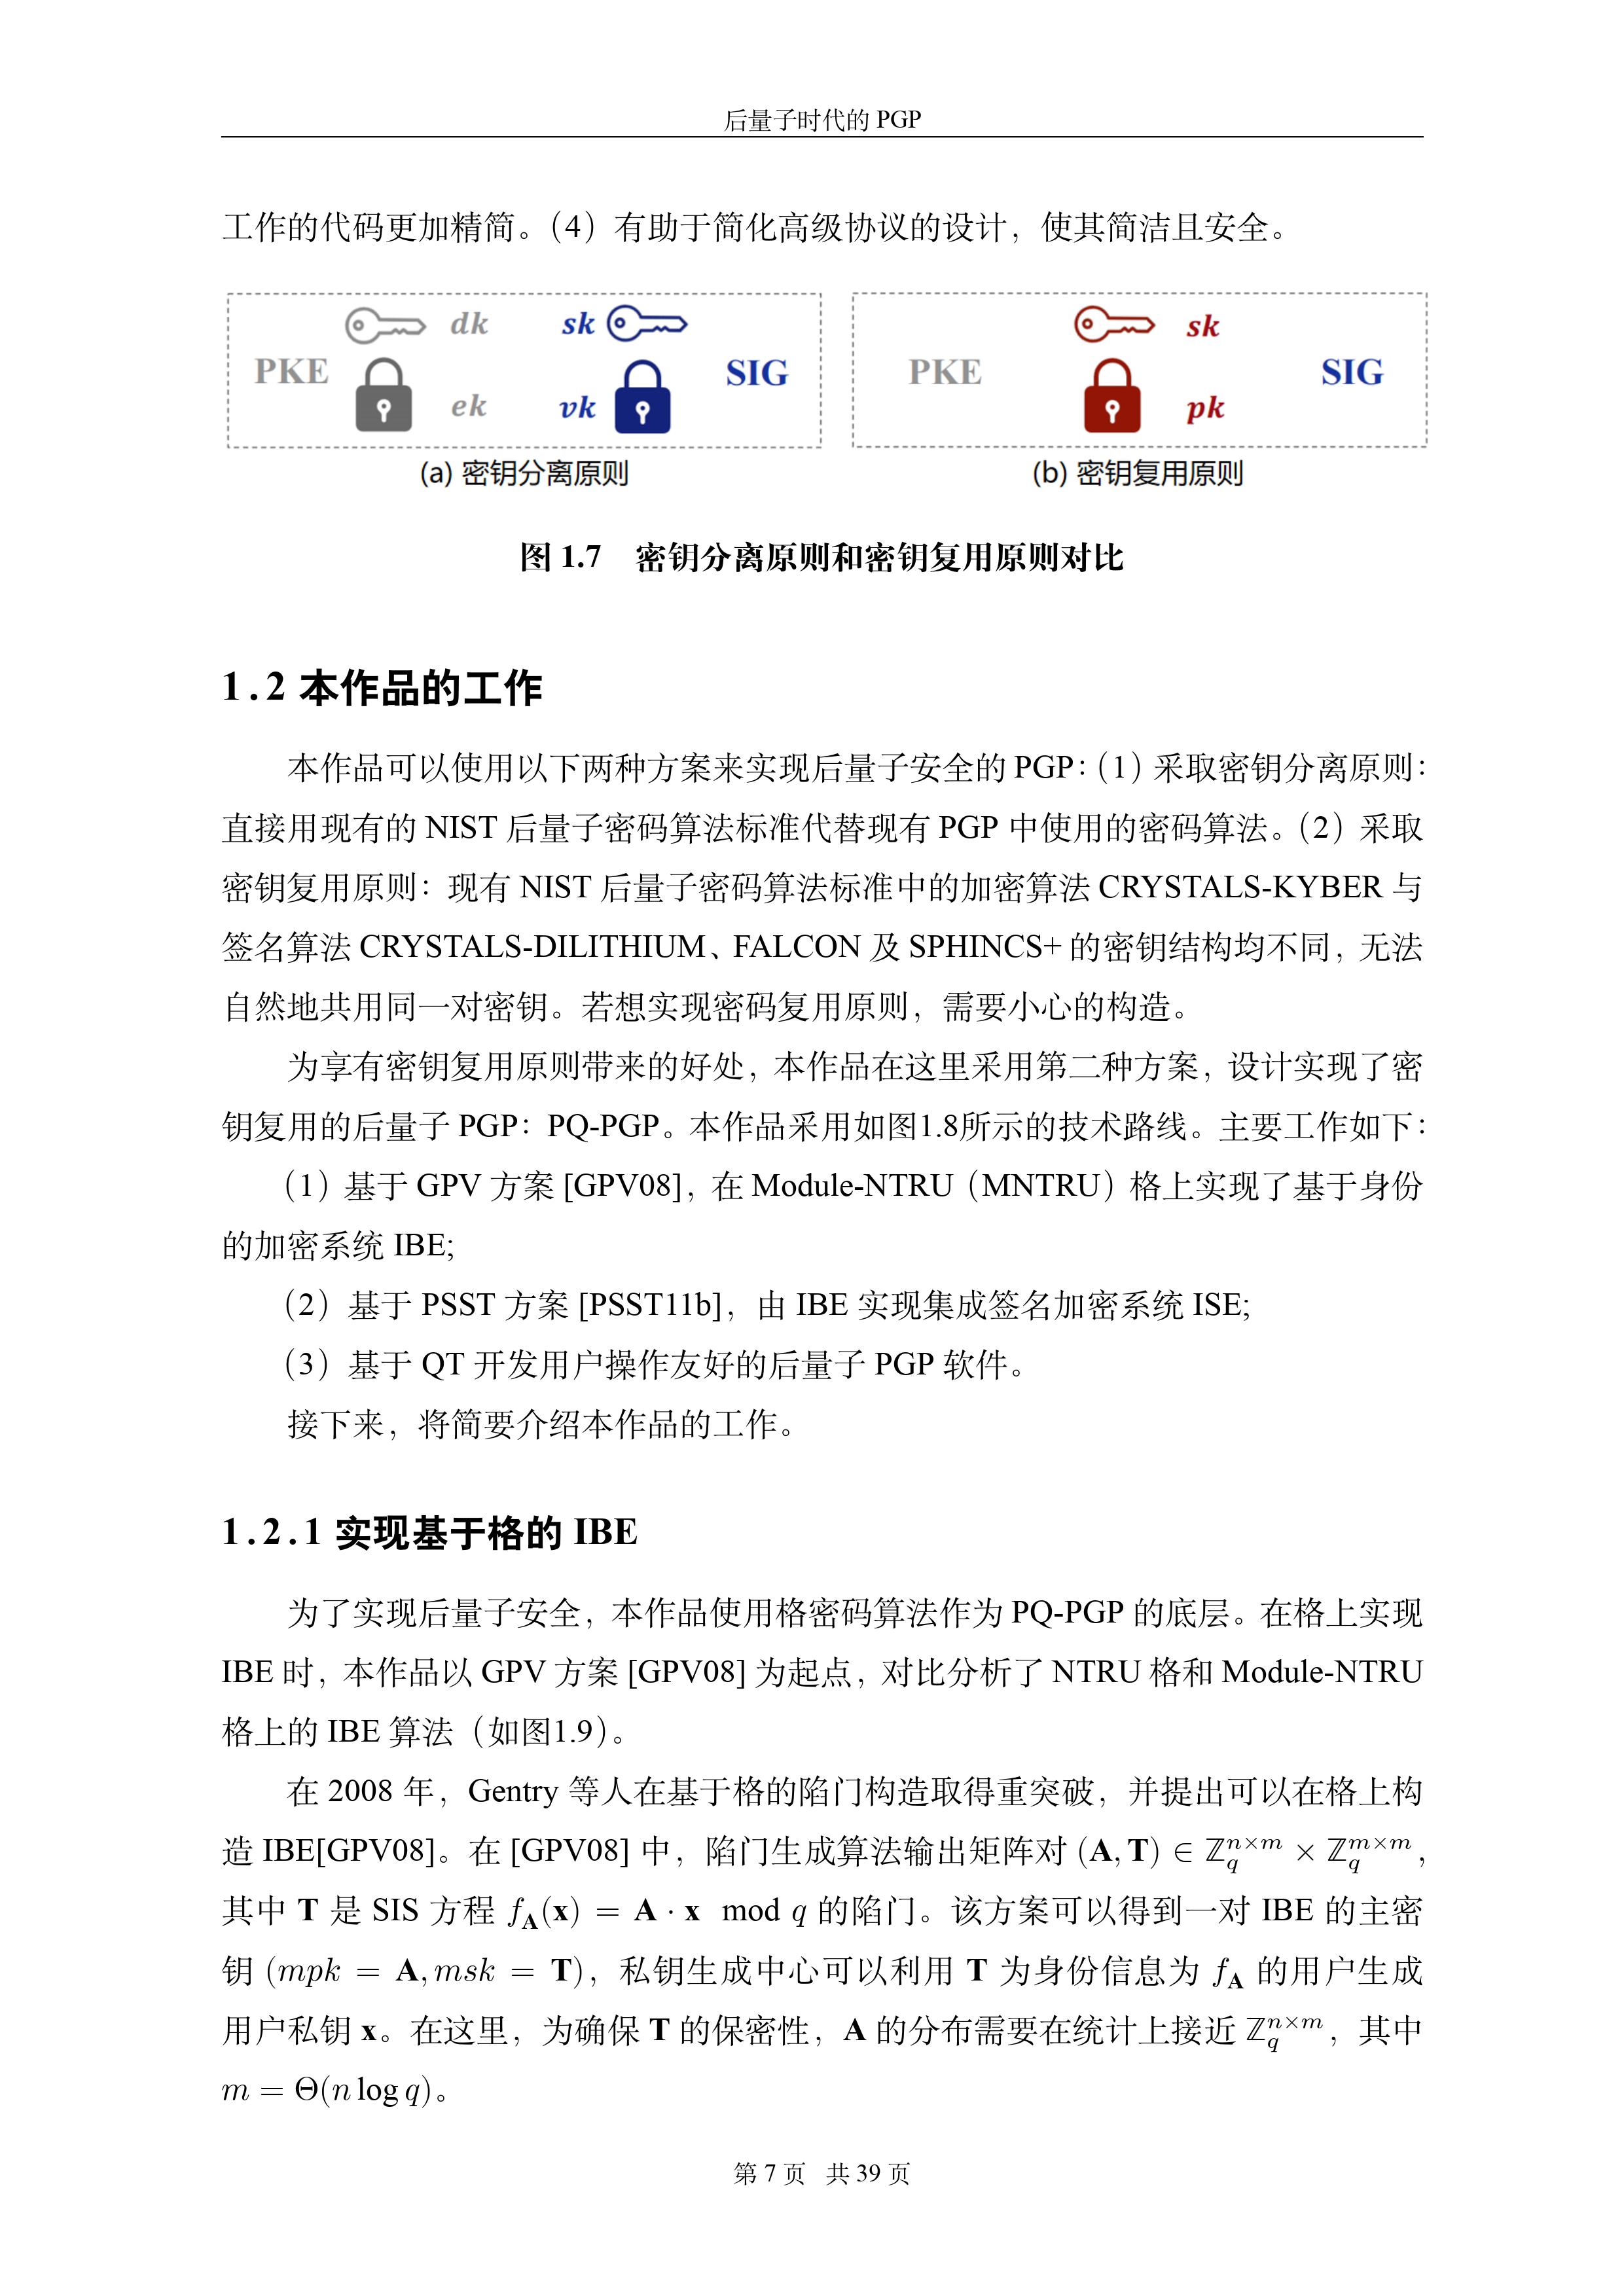 后量子时代的 PGP
工作的代码更加精简。（4）有助于简化高级协议的设计，使其简洁且安全。
dk sk sk
PKE SIG PKE SIG
ek vk pk
(a) 密钥分离原则 (b) 密钥复用原则
图 1.7 密钥分离原则和密钥复用原则对比
1.2 本作品的工作
本作品可以使用以下两种方案来实现后量子安全的 PGP：（1）采取密钥分离原则：
直接用现有的 NIST 后量子密码算法标准代替现有 PGP 中使用的密码算法。（2）采取
密钥复用原则：现有 NIST 后量子密码算法标准中的加密算法 CRYSTALS-KYBER 与
签名算法 CRYSTALS-DILITHIUM、FALCON 及 SPHINCS+ 的密钥结构均不同，无法
自然地共用同一对密钥。若想实现密码复用原则，需要小心的构造。
为享有密钥复用原则带来的好处，本作品在这里采用第二种方案，设计实现了密
钥复用的后量子 PGP：PQ-PGP。本作品采用如图1.8所示的技术路线。主要工作如下：
（1）基于 GPV 方案 [GPV08]，在 Module-NTRU（MNTRU）格上实现了基于身份
的加密系统 IBE;
（2）基于 PSST 方案 [PSST11b]，由 IBE 实现集成签名加密系统 ISE;
（3）基于 QT 开发用户操作友好的后量子 PGP 软件。
接下来，将简要介绍本作品的工作。
1.2.1 实现基于格的 IBE
为了实现后量子安全，本作品使用格密码算法作为 PQ-PGP 的底层。在格上实现
IBE 时，本作品以 GPV 方案 [GPV08] 为起点，对比分析了 NTRU 格和 Module-NTRU
格上的 IBE 算法（如图1.9）。
在 2008 年，Gentry 等人在基于格的陷门构造取得重突破，并提出可以在格上构
造 IBE[GPV08]。在 [GPV08] 中，陷门生成算法输出矩阵对 (A, T) ∈ ℤ_q^{n×m} × ℤ_q^{m×m}，
其中 T 是 SIS 方程 f_A(x) = A · x mod q 的陷门。该方案可以得到一对 IBE 的主密
钥 (mpk = A, msk = T)，私钥生成中心可以利用 T 为身份信息为 f_A 的用户生成
用户私钥 x。在这里，为确保 T 的保密性，A 的分布需要在统计上接近 ℤ_q^{n×m}，其中
m = Θ(n log q)。
第 7 页 共 39 页